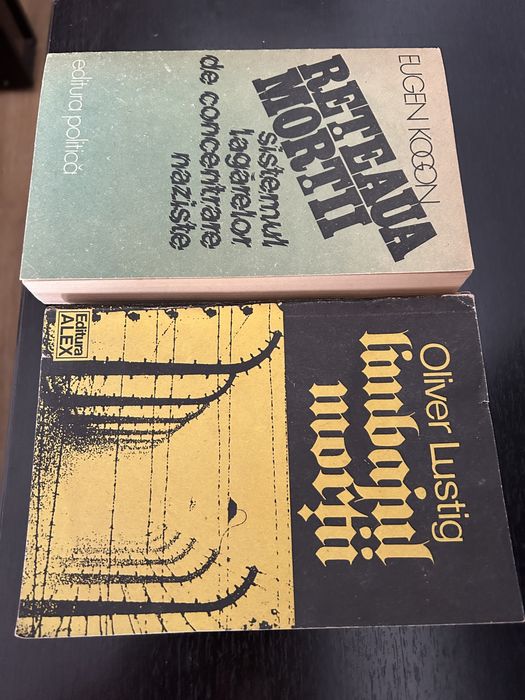 EUGEN KOGON
REȚEAUA
MORȚII
sistemul
lagărelor
de concentrare
naziste
editura politică
Oliver Lustig
limbajul
morții
Editura
ALEX